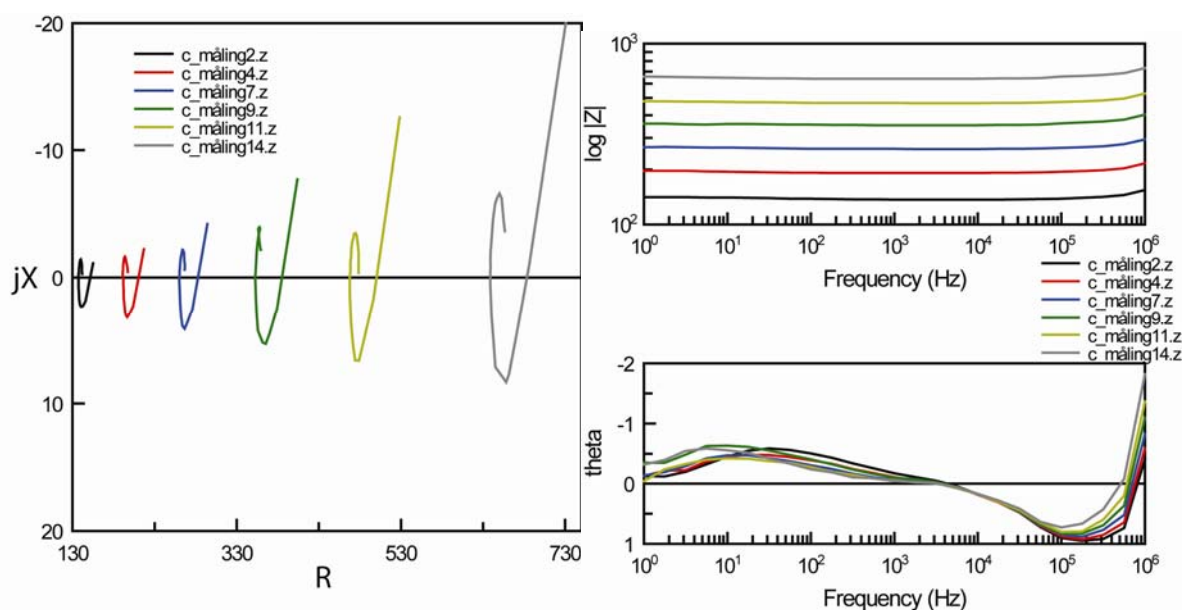 -20
-10
jX 0
10
20
130 330 530 730
R
c_måling2.z
c_måling4.z
c_måling7.z
c_måling9.z
c_måling11.z
c_måling14.z
10³
log |Z|
10²
10⁰ 10¹ 10² 10³ 10⁴ 10⁵ 10⁶
Frequency (Hz)
c_måling2.z
c_måling4.z
c_måling7.z
c_måling9.z
c_måling11.z
c_måling14.z
-2
-1
theta
0
1
10⁰ 10¹ 10² 10³ 10⁴ 10⁵ 10⁶
Frequency (Hz)